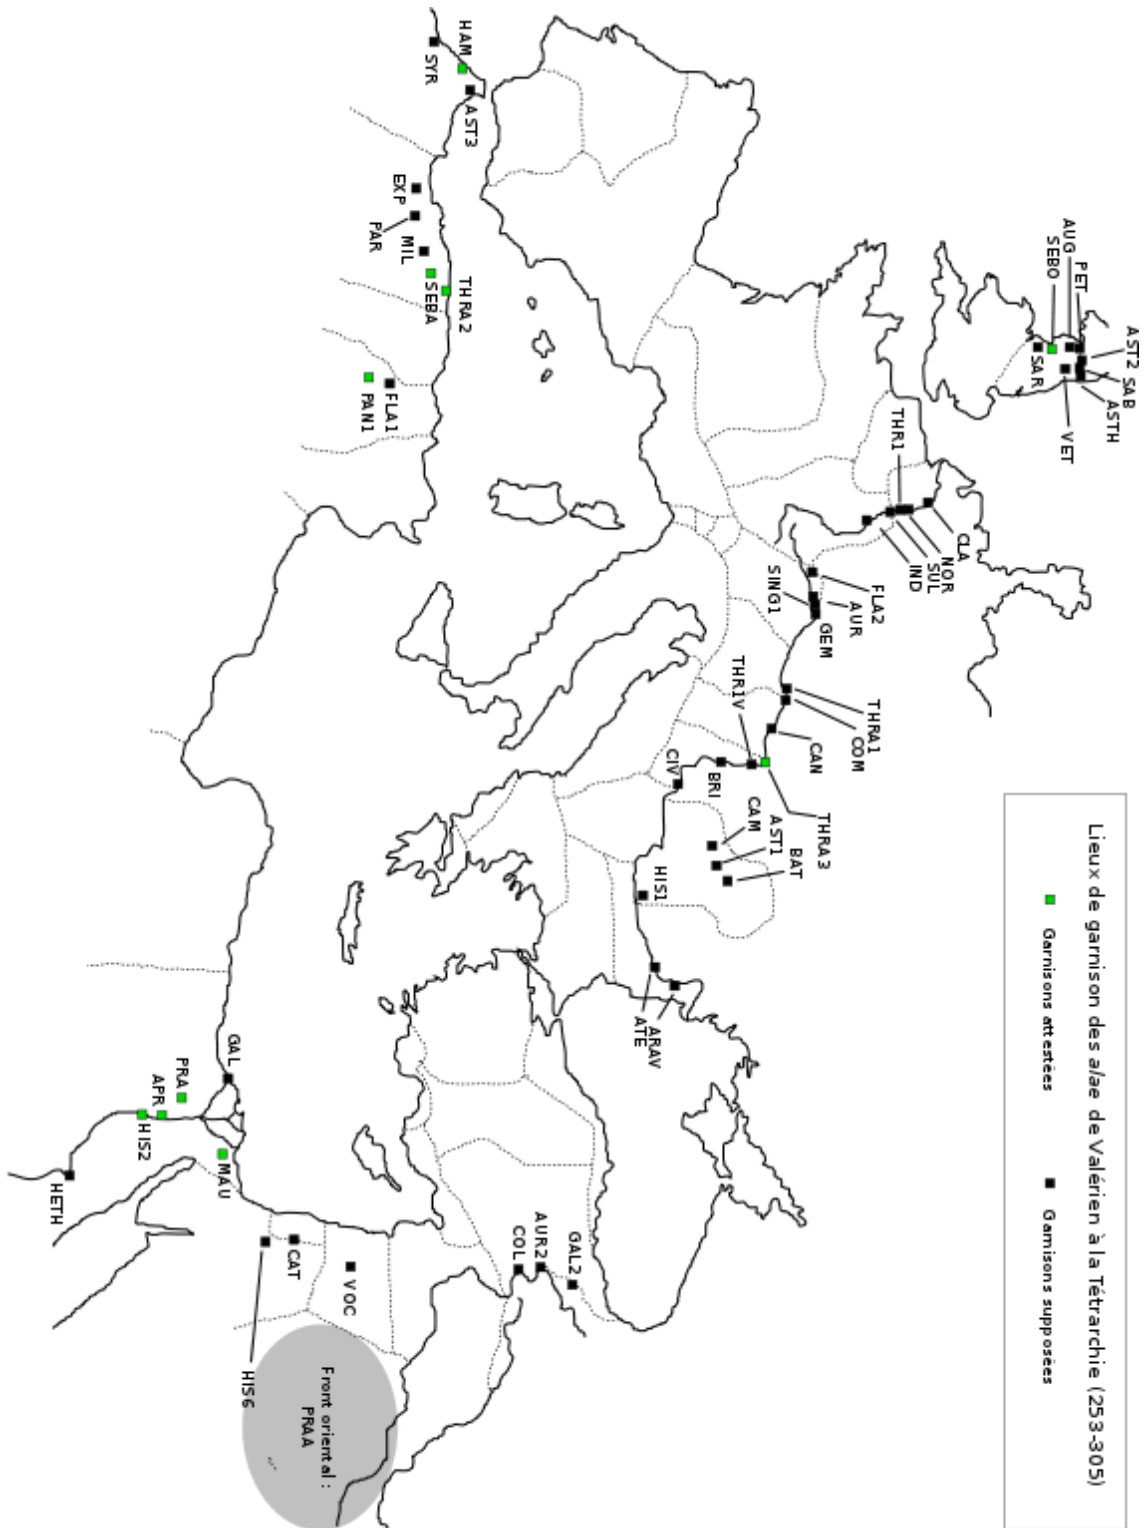 Lieux de garnison des alae de Valérien à la Tétrarchie (253-305)
Garnisons attestées
Garnisons supposées
PET
AUG
SEBO
AST2
SAB
ASTH
SAR
VET
THR1
CLA
NOR
SUL
IND
FLA2
AUR
SING1
GEM
THRA1
COM
CAN
THR1V
THRA3
BRI
CIV
CAM
AST1
BAT
HIS1
ATE
ARAV
GAL2
AUR2
COL
VOC
CAT
HIS6
Front oriental :
PRAA
...
HAM
SYR
AST3
EXP
PAR
MIL
SEBA
THRA2
PAN1
FLA1
GAL
PRA
APR
HIS2
MAU
HETH